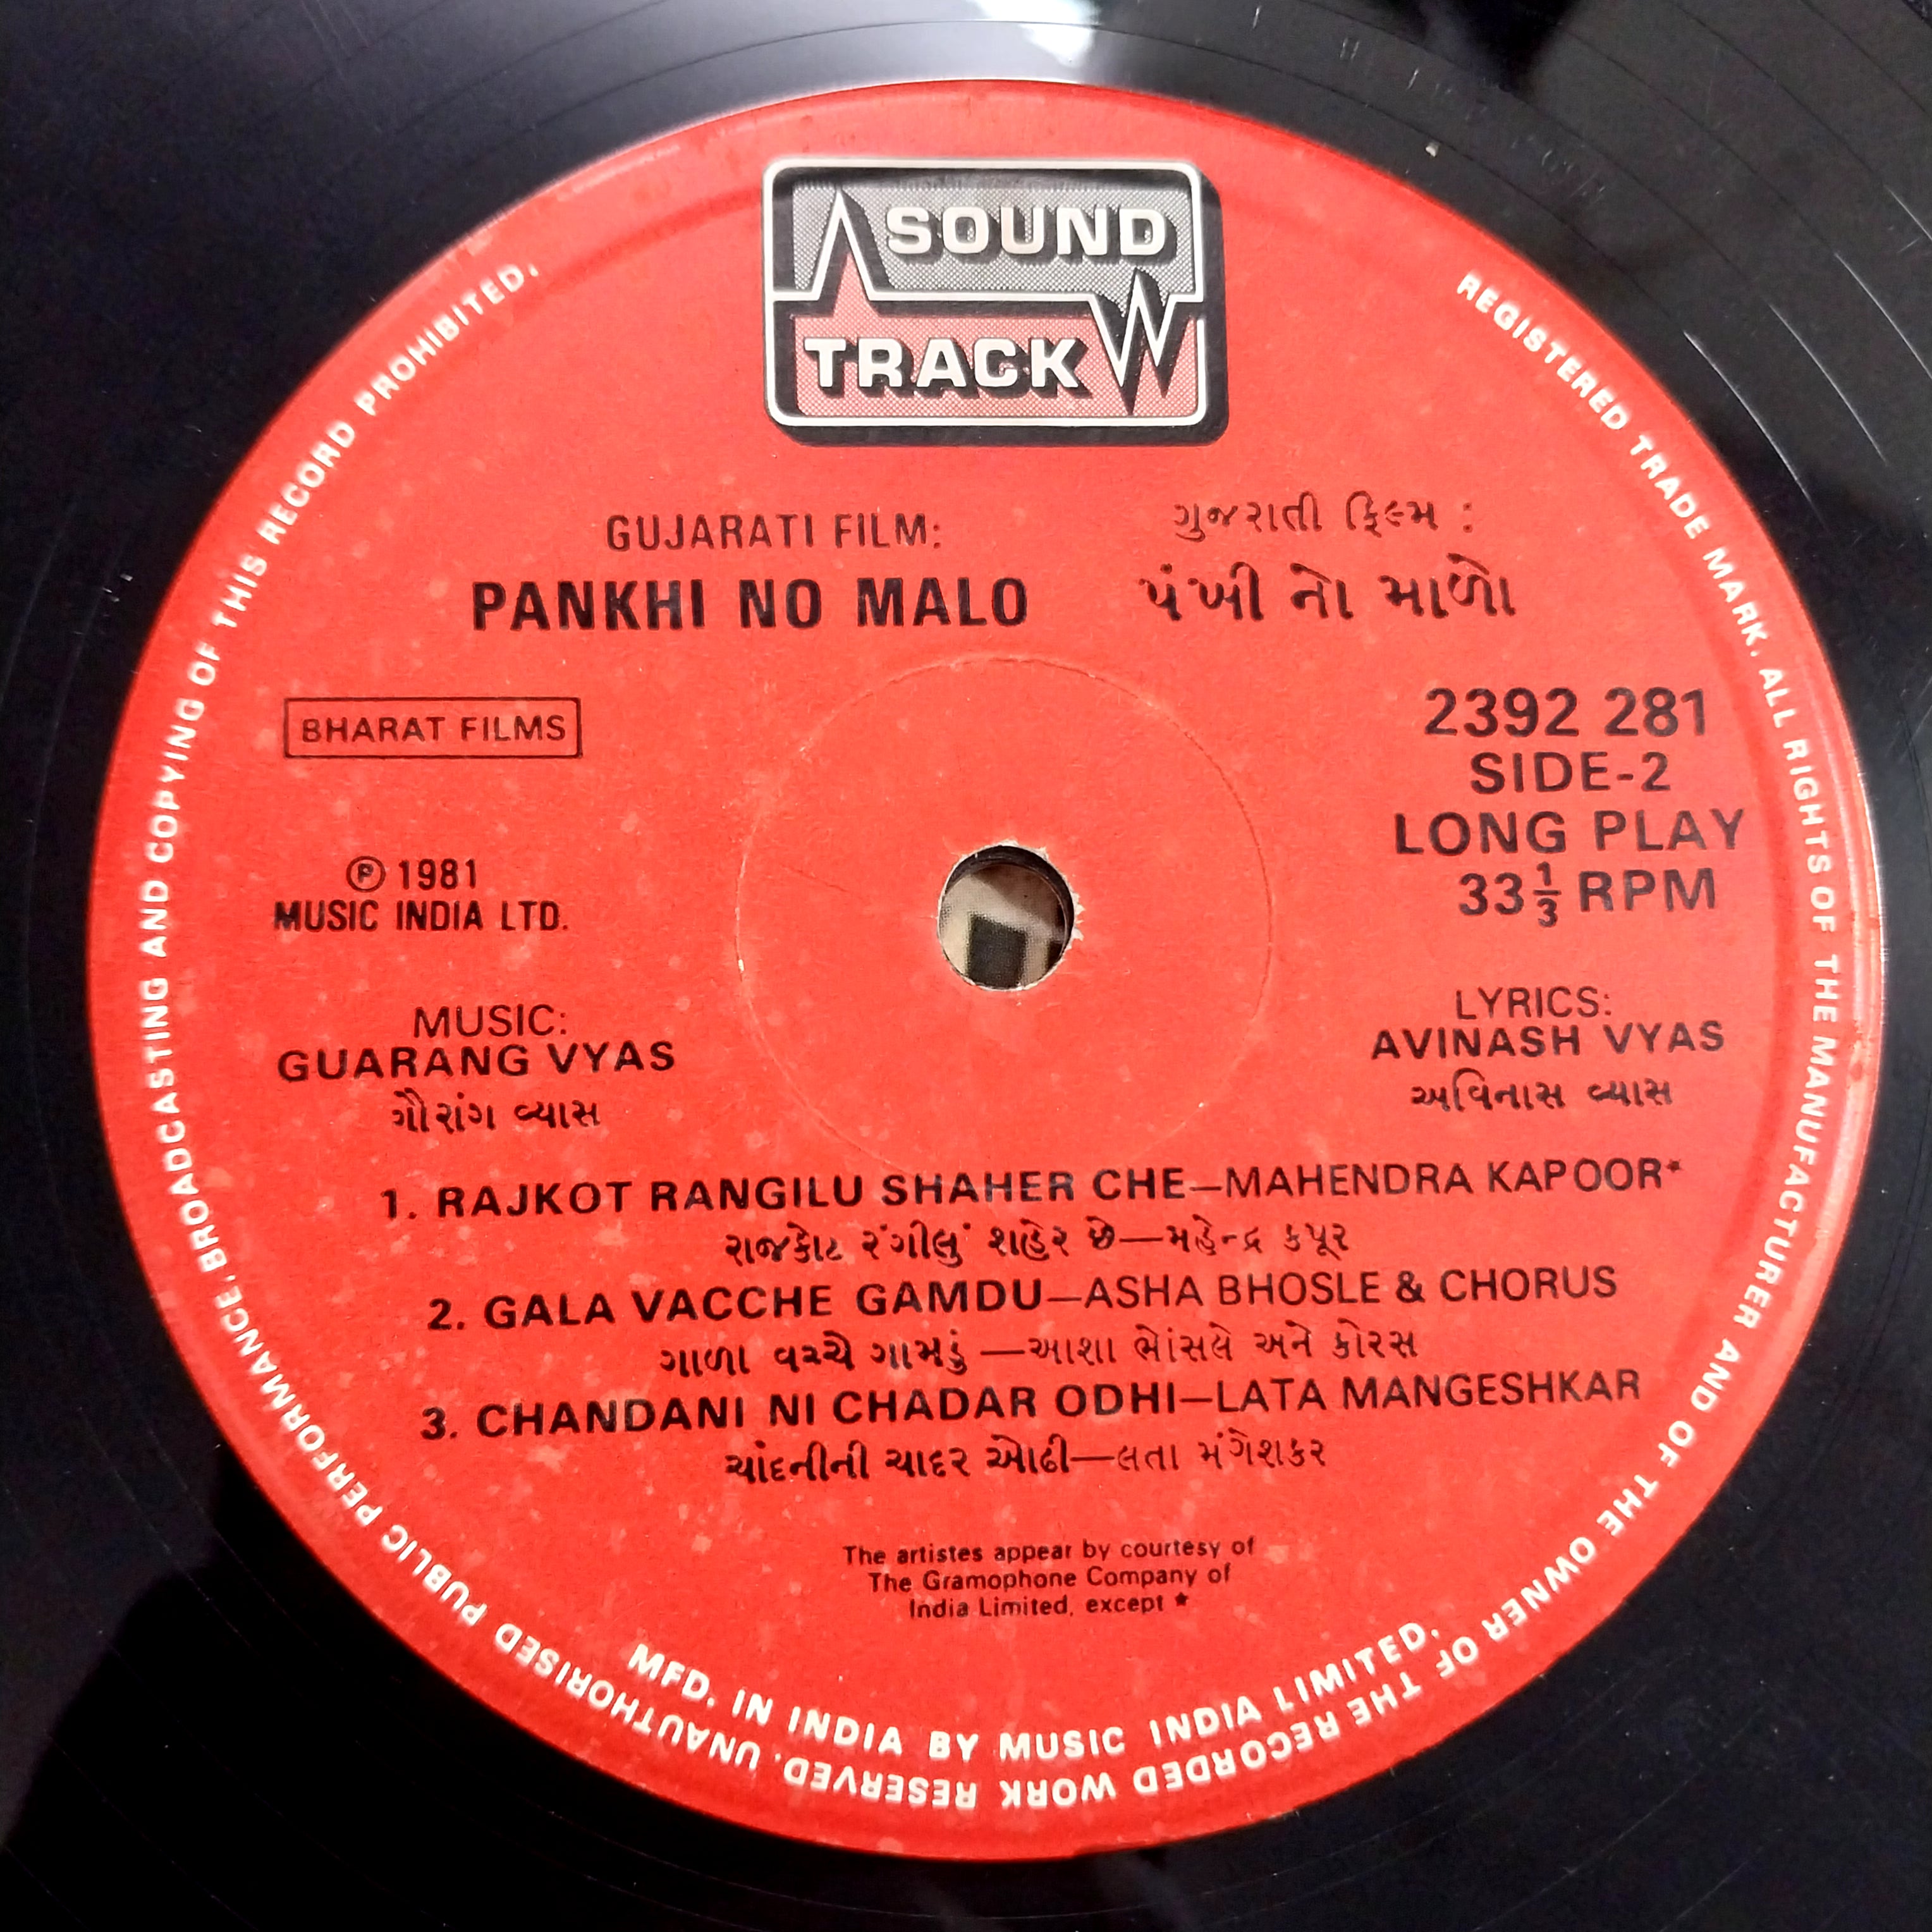 SOUND
TRACK
GUJARATI FILM:
PANKHI NO MALO
ગુજરાતી ફિલ્મ :
પંખી નો માળો
BHARAT FILMS
2392 281
SIDE-2
LONG PLAY
33 1/3 RPM
℗ 1981
MUSIC INDIA LTD.
MUSIC:
GUARANG VYAS
ગૌરાંગ વ્યાસ
LYRICS:
AVINASH VYAS
અવિનાસ વ્યાસ
1. RAJKOT RANGILU SHAHER CHE—MAHENDRA KAPOOR*
રાજકોટ રંગીલું શહેર છે—મહેન્દ્ર કપૂર
2. GALA VACCHE GAMDU—ASHA BHOSLE & CHORUS
ગાળા વચ્ચે ગામડું —આશા ભોંસલે અને કોરસ
3. CHANDANI NI CHADAR ODHI—LATA MANGESHKAR
ચાંદનીની ચાદર ઓઢી—લતા મંગેશકર
The artistes appear by courtesy of
The Gramophone Company of
India Limited, except *
MFD. IN INDIA BY MUSIC INDIA LIMITED.
REGISTERED TRADE MARK. ALL RIGHTS OF THE MANUFACTURER AND OF THE OWNER OF THE RECORDED WORK RESERVED. UNAUTHORISED PUBLIC PERFORMANCE, BROADCASTING AND COPYING OF THIS RECORD PROHIBITED.